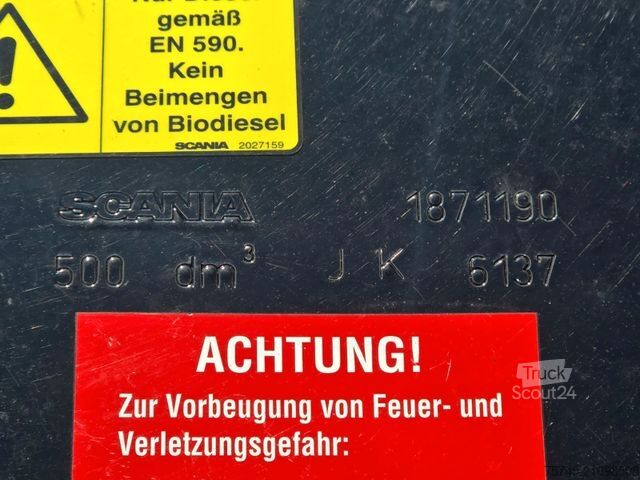 gemäß
EN 590.
Kein
Beimengen
von Biodiesel
SCANIA 2027159
SCANIA 1871190
500 dm³ J K 6137
ACHTUNG!
Zur Vorbeugung von Feuer- und
Verletzungsgefahr:
Truck
Scout24